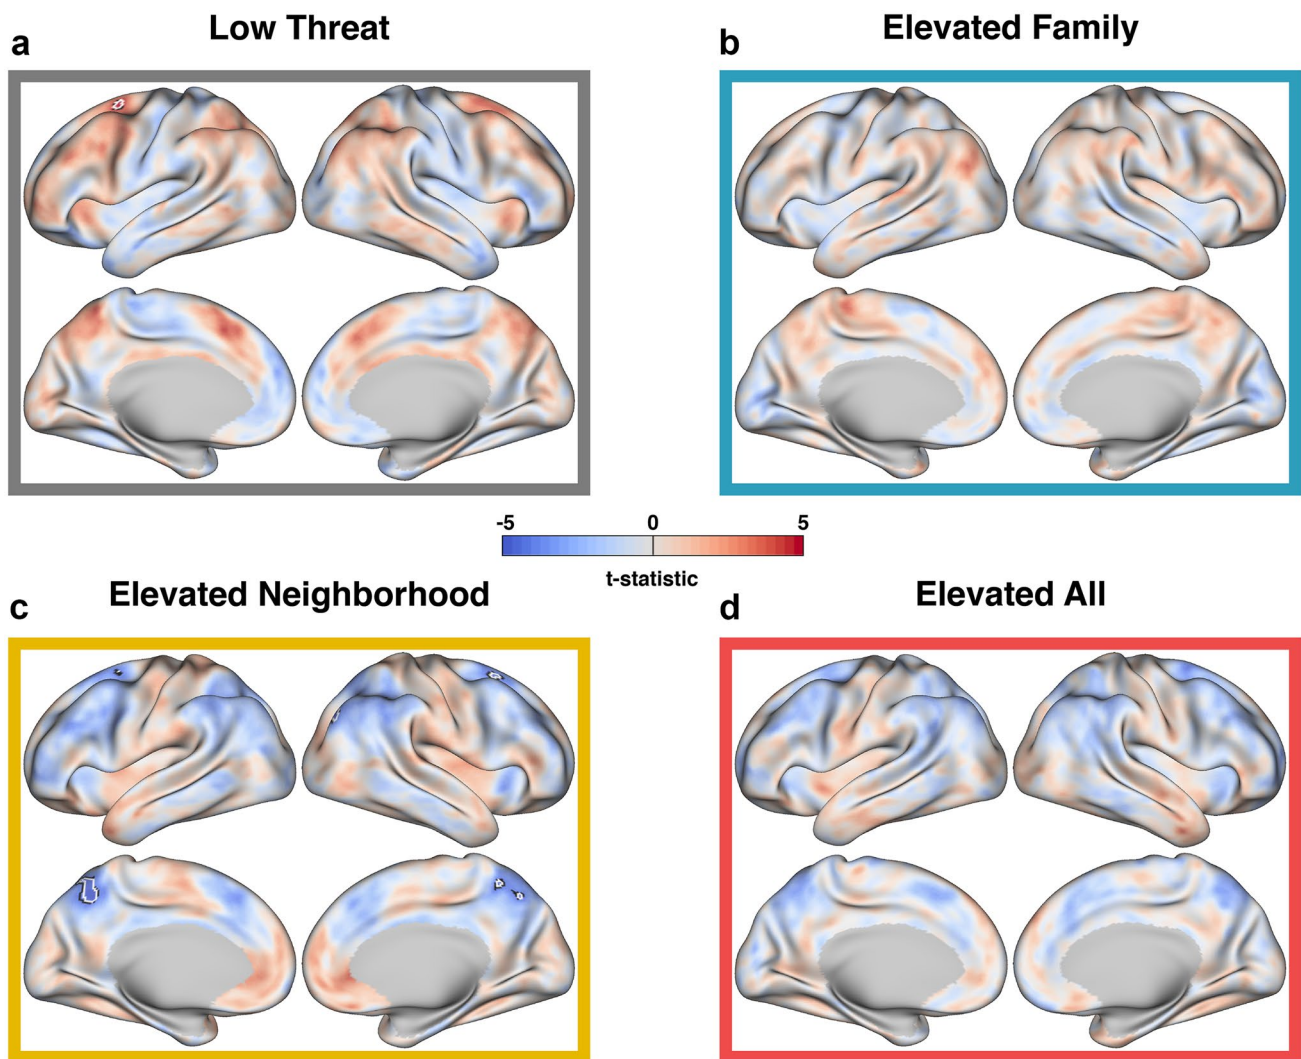 a Low Threat
b Elevated Family
-5 0 5
t-statistic
c Elevated Neighborhood
d Elevated All